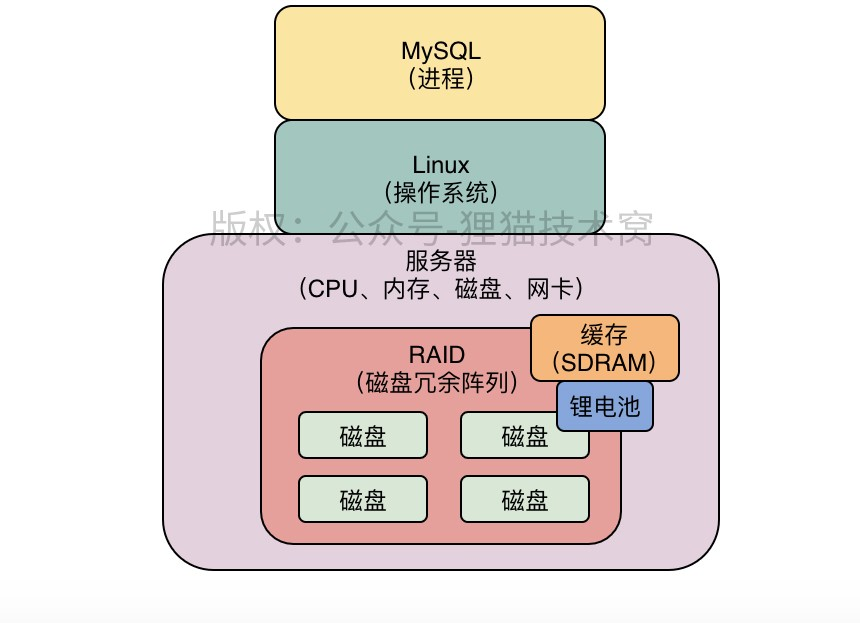 MySQL
（进程）
Linux
（操作系统）
版权：公众号-狸猫技术窝
服务器
（CPU、内存、磁盘、网卡）
缓存
（SDRAM）
RAID
（磁盘冗余阵列）
锂电池
磁盘
磁盘
磁盘
磁盘